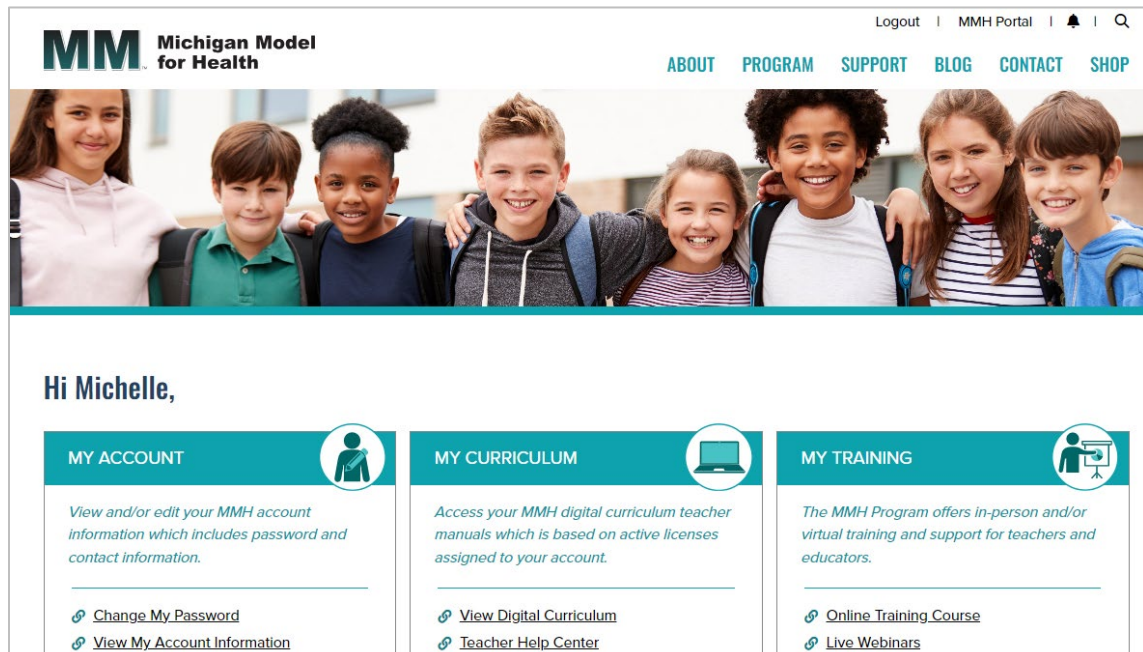 Logout | MMH Portal | |
MM™ Michigan Model
for Health
ABOUT PROGRAM SUPPORT BLOG CONTACT SHOP
Hi Michelle,
MY ACCOUNT
View and/or edit your MMH account
information which includes password and
contact information.
Change My Password
View My Account Information
MY CURRICULUM
Access your MMH digital curriculum teacher
manuals which is based on active licenses
assigned to your account.
View Digital Curriculum
Teacher Help Center
MY TRAINING
The MMH Program offers in-person and/or
virtual training and support for teachers and
educators.
Online Training Course
Live Webinars